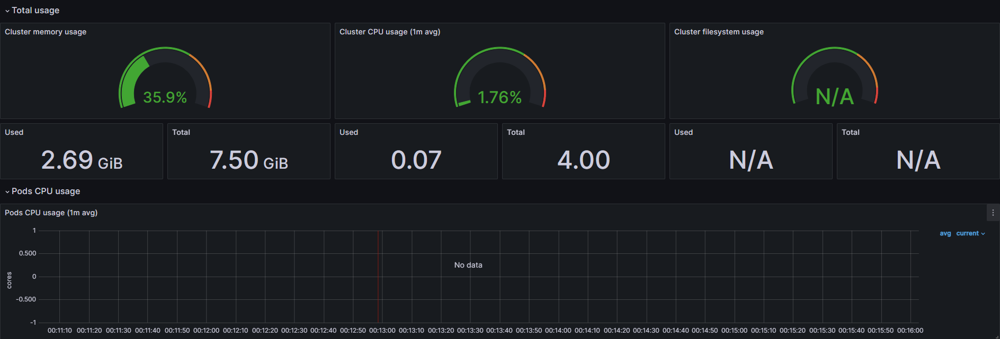 Total usage
Cluster memory usage
Cluster CPU usage (1m avg)
Cluster filesystem usage
35.9%
1.76%
N/A
Used
Total
Used
Total
Used
Total
2.69 GiB
7.50 GiB
0.07
4.00
N/A
N/A
Pods CPU usage
Pods CPU usage (1m avg)
avg current
1
0.500
0
-0.500
-1
cores
No data
00:11:10 00:11:20 00:11:30 00:11:40 00:11:50 00:12:00 00:12:10 00:12:20 00:12:30 00:12:40 00:12:50 00:13:00 00:13:10 00:13:20 00:13:30 00:13:40 00:13:50 00:14:00 00:14:10 00:14:20 00:14:30 00:14:40 00:14:50 00:15:00 00:15:10 00:15:20 00:15:30 00:15:40 00:15:50 00:16:00